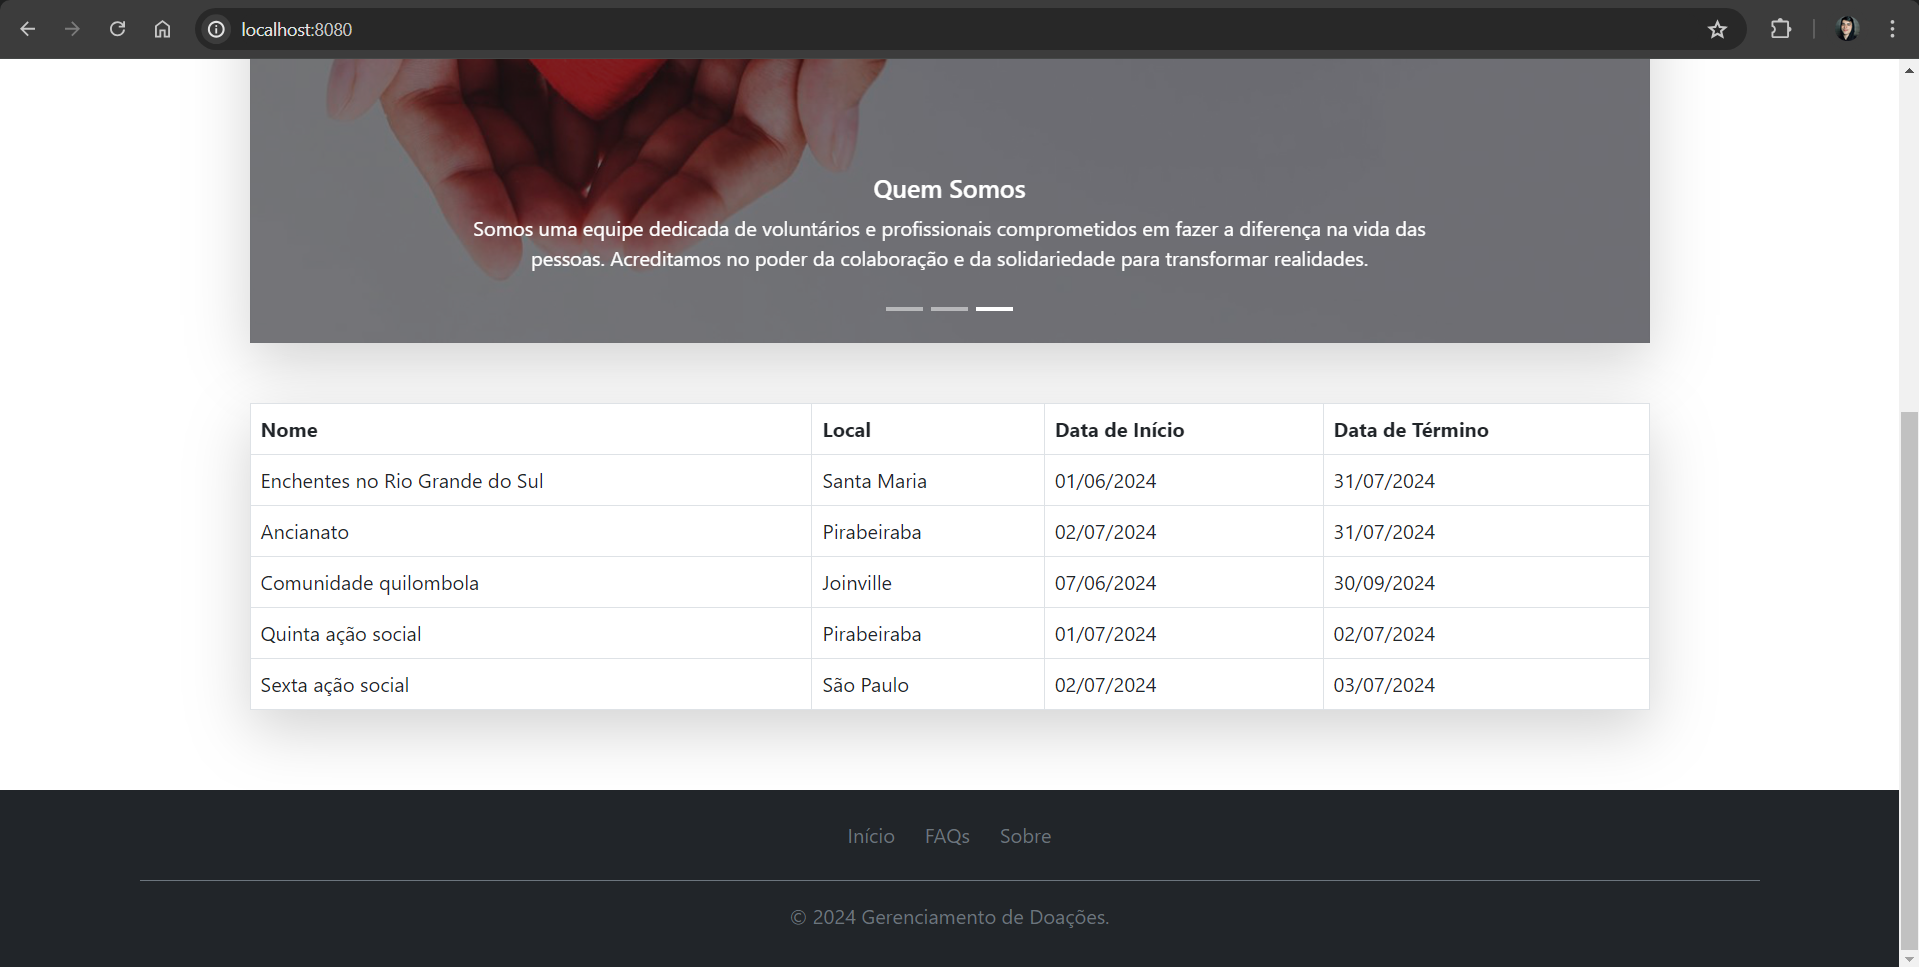 localhost:8080
Quem Somos
Somos uma equipe dedicada de voluntários e profissionais comprometidos em fazer a diferença na vida das
pessoas. Acreditamos no poder da colaboração e da solidariedade para transformar realidades.
Nome Local Data de Início Data de Término
Enchentes no Rio Grande do Sul Santa Maria 01/06/2024 31/07/2024
Ancianato Pirabeiraba 02/07/2024 31/07/2024
Comunidade quilombola Joinville 07/06/2024 30/09/2024
Quinta ação social Pirabeiraba 01/07/2024 02/07/2024
Sexta ação social São Paulo 02/07/2024 03/07/2024
Início FAQs Sobre
© 2024 Gerenciamento de Doações.